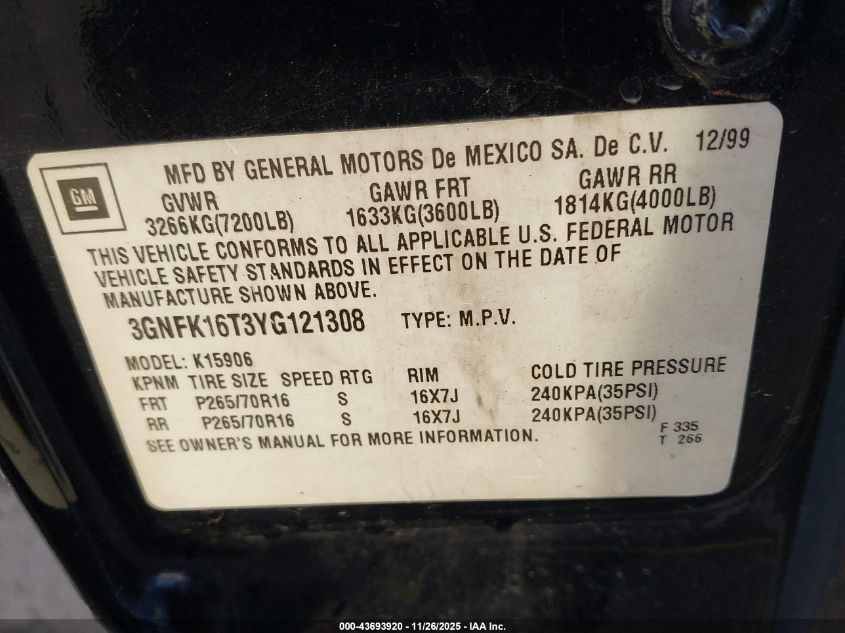 MFD BY GENERAL MOTORS De MEXICO SA. De C.V. 12/99
GM
GVWR GAWR FRT GAWR RR
3266KG(7200LB) 1633KG(3600LB) 1814KG(4000LB)
THIS VEHICLE CONFORMS TO ALL APPLICABLE U.S. FEDERAL MOTOR
VEHICLE SAFETY STANDARDS IN EFFECT ON THE DATE OF
MANUFACTURE SHOWN ABOVE.
3GNFK16T3YG121308 TYPE: M.P.V.
MODEL: K15906
KPNM TIRE SIZE SPEED RTG RIM COLD TIRE PRESSURE
FRT P265/70R16 S 16X7J 240KPA(35PSI)
RR P265/70R16 S 16X7J 240KPA(35PSI)
SEE OWNER'S MANUAL FOR MORE INFORMATION.
F 335
T 266
000-43693920 - 11/26/2025 - IAA Inc.